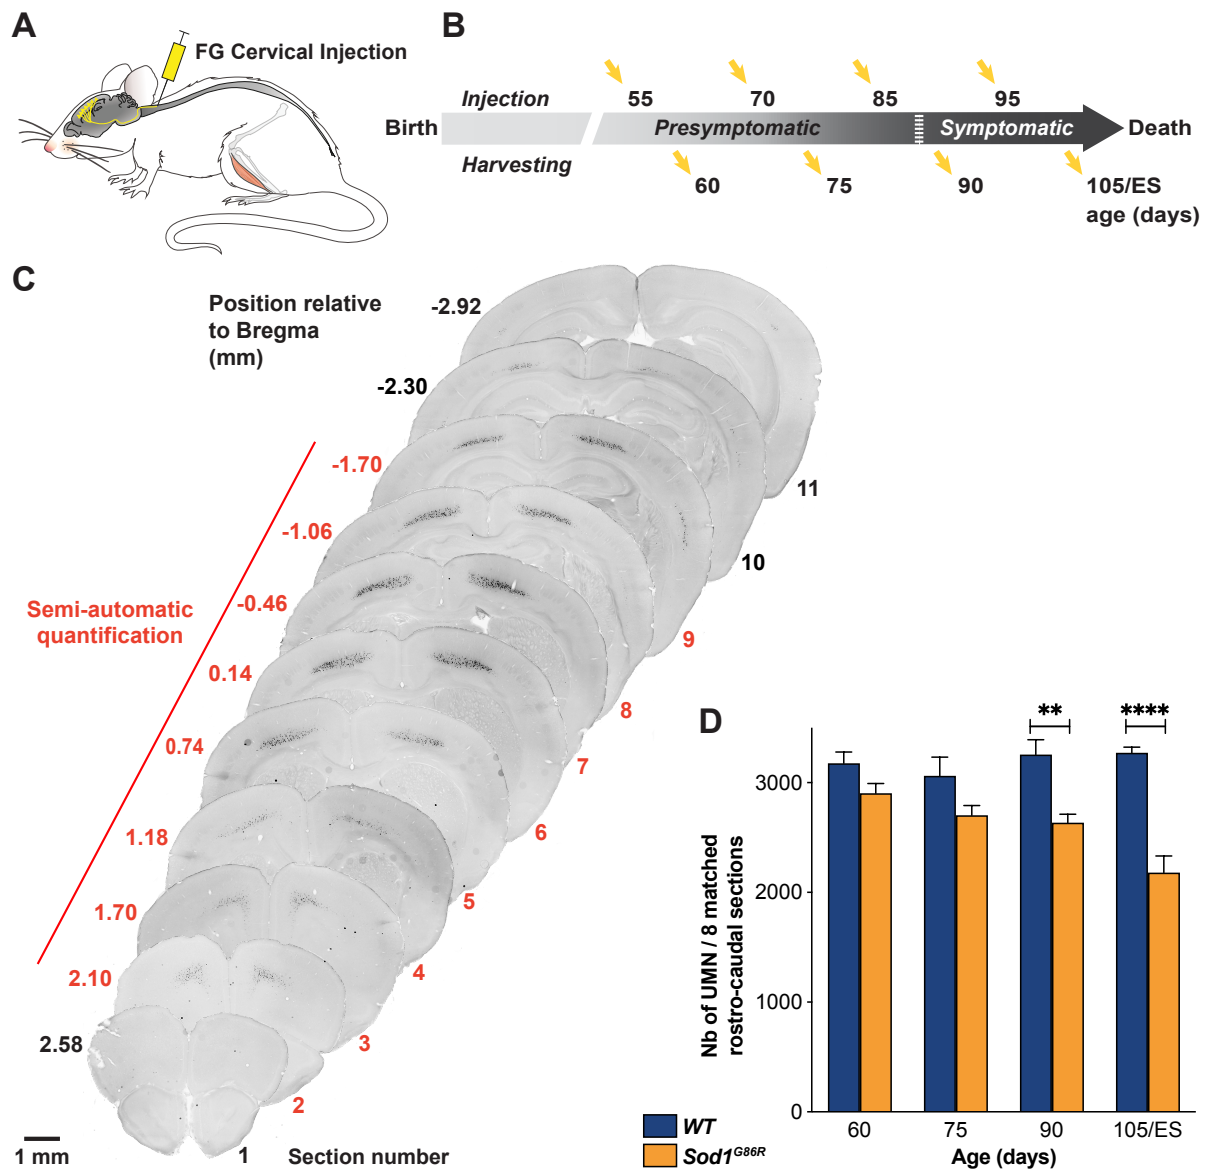 A
FG Cervical Injection
B
55
70
85
95
Injection
Birth
Presymptomatic
Symptomatic
Death
Harvesting
60
75
90
105/ES
age (days)
C
Position relative
to Bregma
(mm)
-2.92
-2.30
-1.70
-1.06
-0.46
0.14
0.74
1.18
1.70
2.10
2.58
Semi-automatic
quantification
11
10
9
8
7
6
5
4
3
2
1
Section number
1 mm
D
**
****
Nb of UMN / 8 matched
rostro-caudal sections
3000
2000
1000
0
60
75
90
105/ES
Age (days)
WT
Sod1G86R